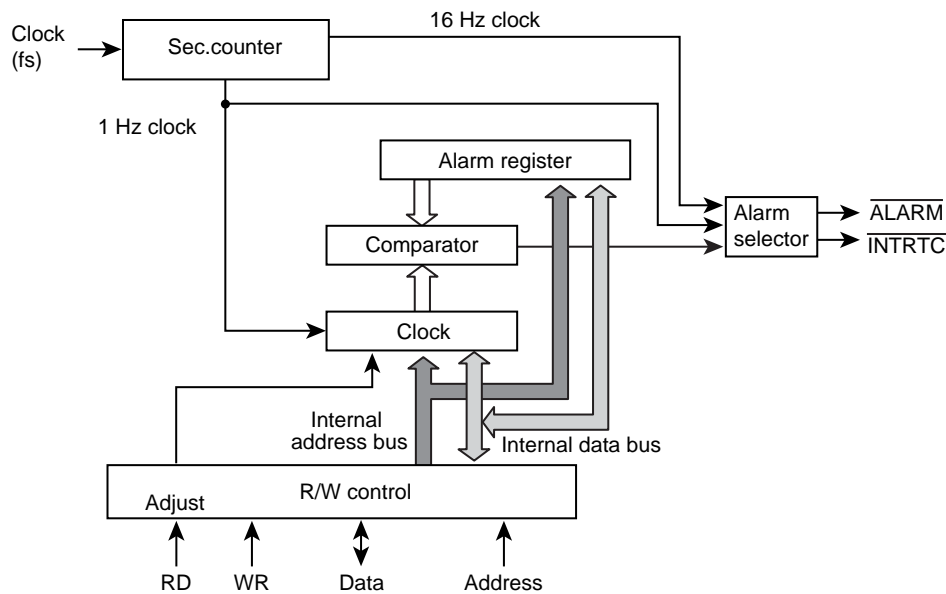 16 Hz clock
Clock
(fs)
Sec.counter
1 Hz clock
Alarm register
Alarm
selector
ALARM
INTRTC
Comparator
Clock
Internal
address bus
Internal data bus
R/W control
Adjust
RD
WR
Data
Address